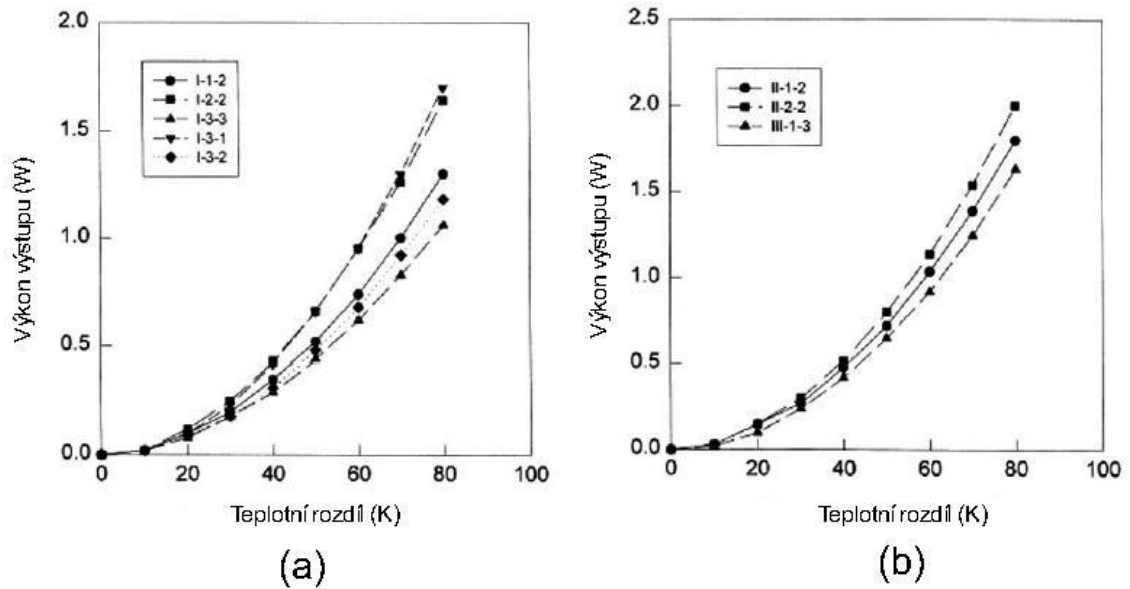 2.0
1.5
1.0
0.5
0.0
I-1-2
I-2-2
I-3-3
I-3-1
I-3-2
Výkon výstupu (W)
0 20 40 60 80 100
Teplotní rozdíl (K)
(a)
2.5
2.0
1.5
1.0
0.5
0.0
II-1-2
II-2-2
III-1-3
Výkon výstupu (W)
0 20 40 60 80 100
Teplotní rozdíl (K)
(b)